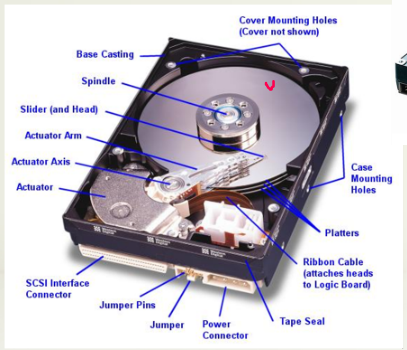 Cover Mounting Holes
(Cover not shown)
Base Casting
Spindle
Slider (and Head)
Actuator Arm
Actuator Axis
Actuator
Case
Mounting
Holes
Platters
Ribbon Cable
(attaches heads
to Logic Board)
SCSI Interface
Connector
Jumper Pins
Jumper
Power
Connector
Tape Seal